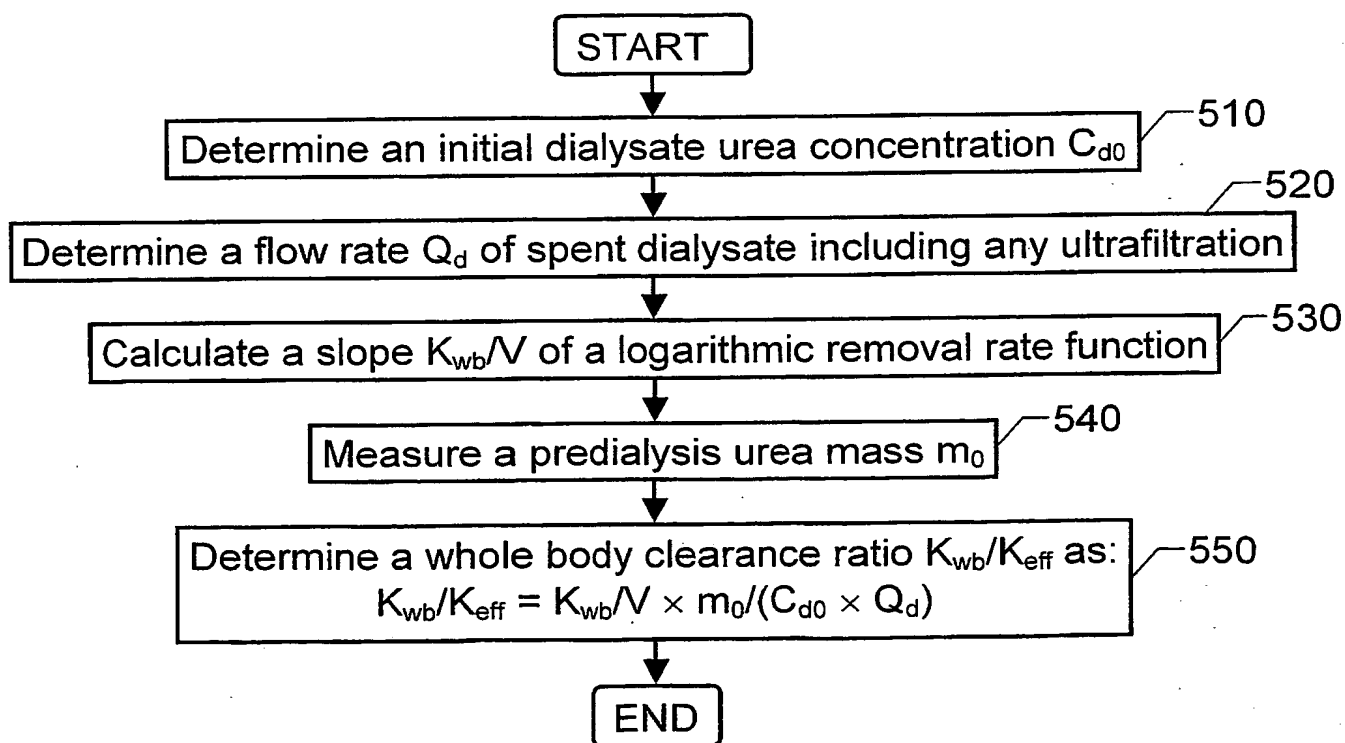 START
Determine an initial dialysate urea concentration Cd0
510
Determine a flow rate Qd of spent dialysate including any ultrafiltration
520
Calculate a slope Kwb/V of a logarithmic removal rate function
530
Measure a predialysis urea mass m0
540
Determine a whole body clearance ratio Kwb/Keff as:
Kwb/Keff = Kwb/V × m0/(Cd0 × Qd)
550
END